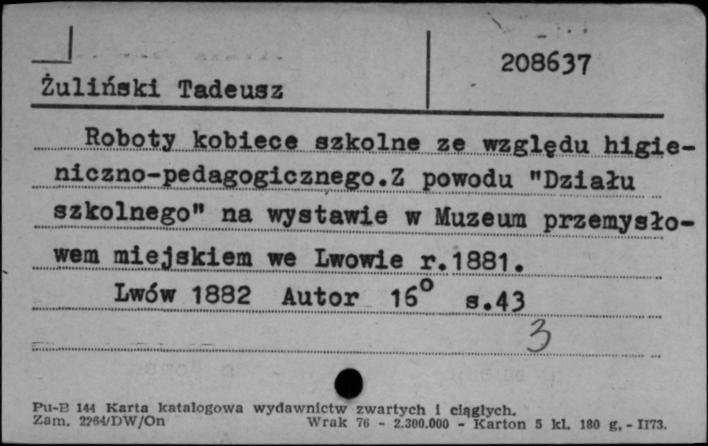 208637
Żuliński Tadeusz
Roboty kobiece szkolne ze względu higie-
niczno-pedagogicznego.Z powodu "Działu
szkolnego" na wystawie w Muzeum przemysło-
wem miejskiem we Lwowie r.1881.
Lwów 1882 Autor 16° s.43
3
Pu-B 144 Karta katalogowa wydawnictw zwartych i ciągłych.
Zam. 2264/DW/On Wrak 76 - 2.300.000 - Karton 5 kl. 180 g. - II73.